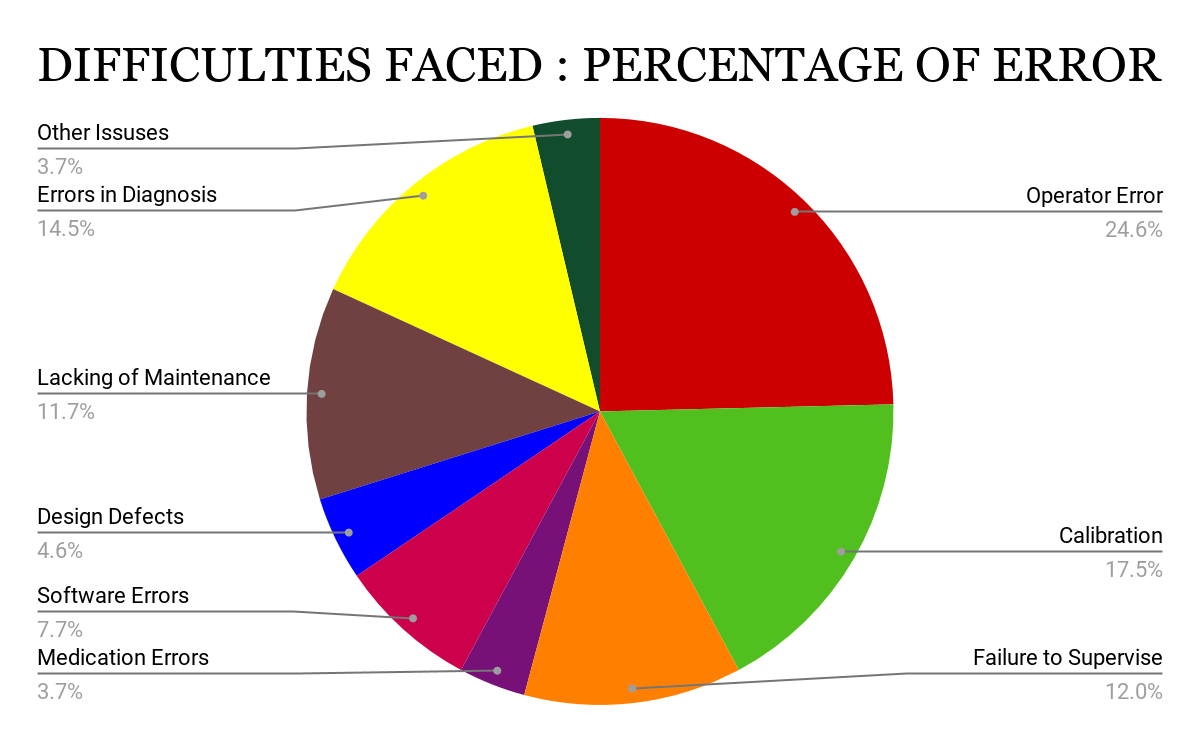 DIFFICULTIES FACED : PERCENTAGE OF ERROR
Other Issuses
3.7%
Errors in Diagnosis
14.5%
Lacking of Maintenance
11.7%
Design Defects
4.6%
Software Errors
7.7%
Medication Errors
3.7%
Operator Error
24.6%
Calibration
17.5%
Failure to Supervise
12.0%